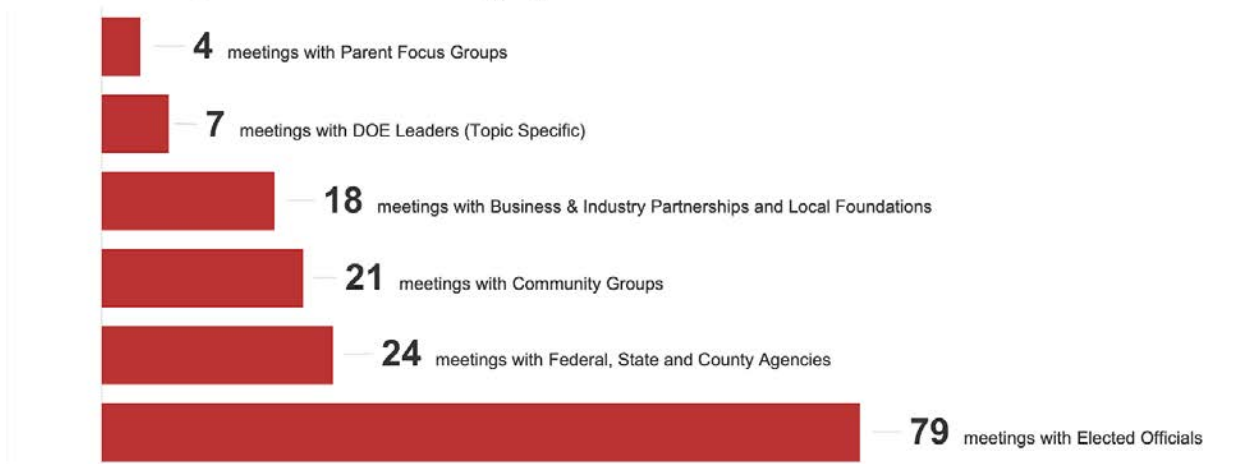 4 meetings with Parent Focus Groups
7 meetings with DOE Leaders (Topic Specific)
18 meetings with Business & Industry Partnerships and Local Foundations
21 meetings with Community Groups
24 meetings with Federal, State and County Agencies
79 meetings with Elected Officials